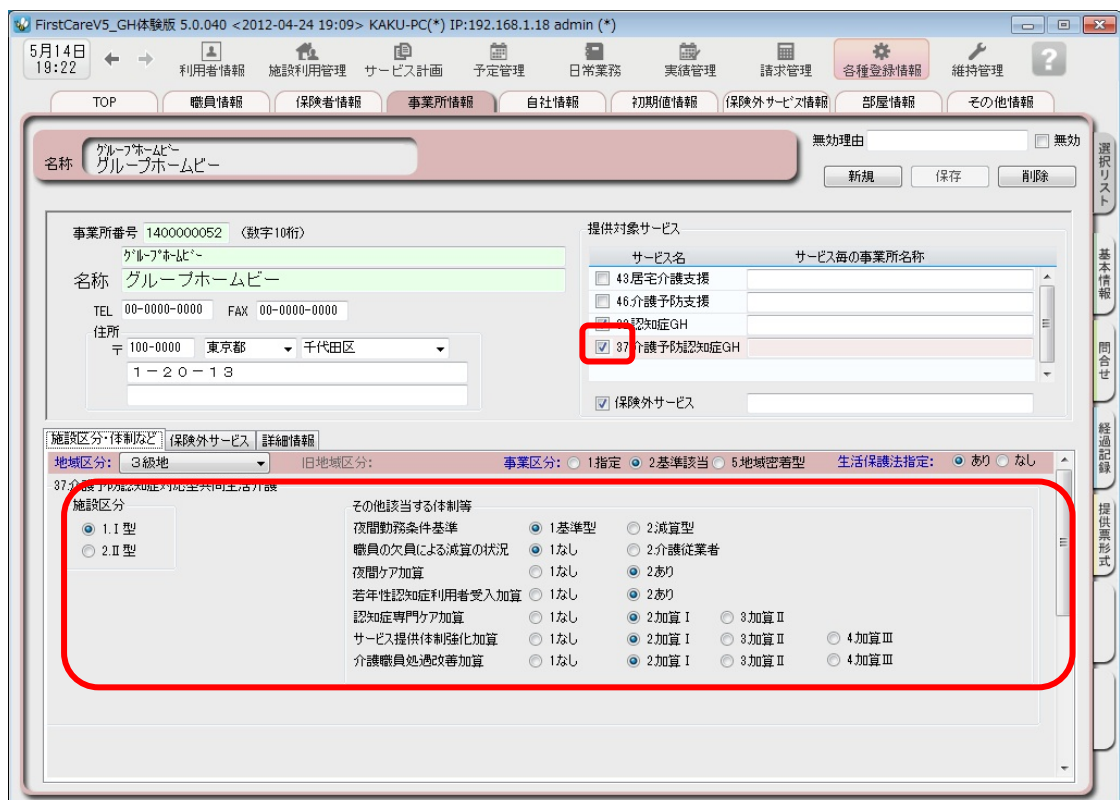 FirstCareV5_GH体験版 5.0.040 <2012-04-24 19:09> KAKU-PC(*) IP:192.168.1.18 admin (*)
5月14日
19:22
利用者情報 施設利用管理 サービス計画 予定管理 日常業務 実績管理 請求管理 各種登録情報 維持管理 ?
TOP 職員情報 保険者情報 事業所情報 自社情報 初期値情報 保険外サービス情報 部屋情報 その他情報
無効理由 無効
名称 グループホームビー
グループホームビー
新規 保存 削除
選択リスト
基本情報
問合せ
経過記録
提供票形式
事業所番号 1400000052 (数字10桁)
グループホームビー
名称 グループホームビー
TEL 00-0000-0000 FAX 00-0000-0000
住所
〒 100-0000 東京都 千代田区
1-20-13
提供対象サービス
サービス名 サービス毎の事業所名称
43居宅介護支援
46介護予防支援
認知症GH
37介護予防認知症GH
保険外サービス
施設区分・体制など 保険外サービス 詳細情報
地域区分: 3級地 旧地域区分: 事業区分: 1指定 2基準該当 5地域密着型 生活保護法指定: あり なし
37介護予防認知症対応型共同生活介護
施設区分
1.Ⅰ型
2.Ⅱ型
その他該当する体制等
夜間勤務条件基準 1基準型 2減算型
職員の欠員による減算の状況 1なし 2介護従業者
夜間ケア加算 1なし 2あり
若年性認知症利用者受入加算 1なし 2あり
認知症専門ケア加算 1なし 2加算Ⅰ 3加算Ⅱ
サービス提供体制強化加算 1なし 2加算Ⅰ 3加算Ⅱ 4加算Ⅲ
介護職員処遇改善加算 1なし 2加算Ⅰ 3加算Ⅱ 4加算Ⅲ